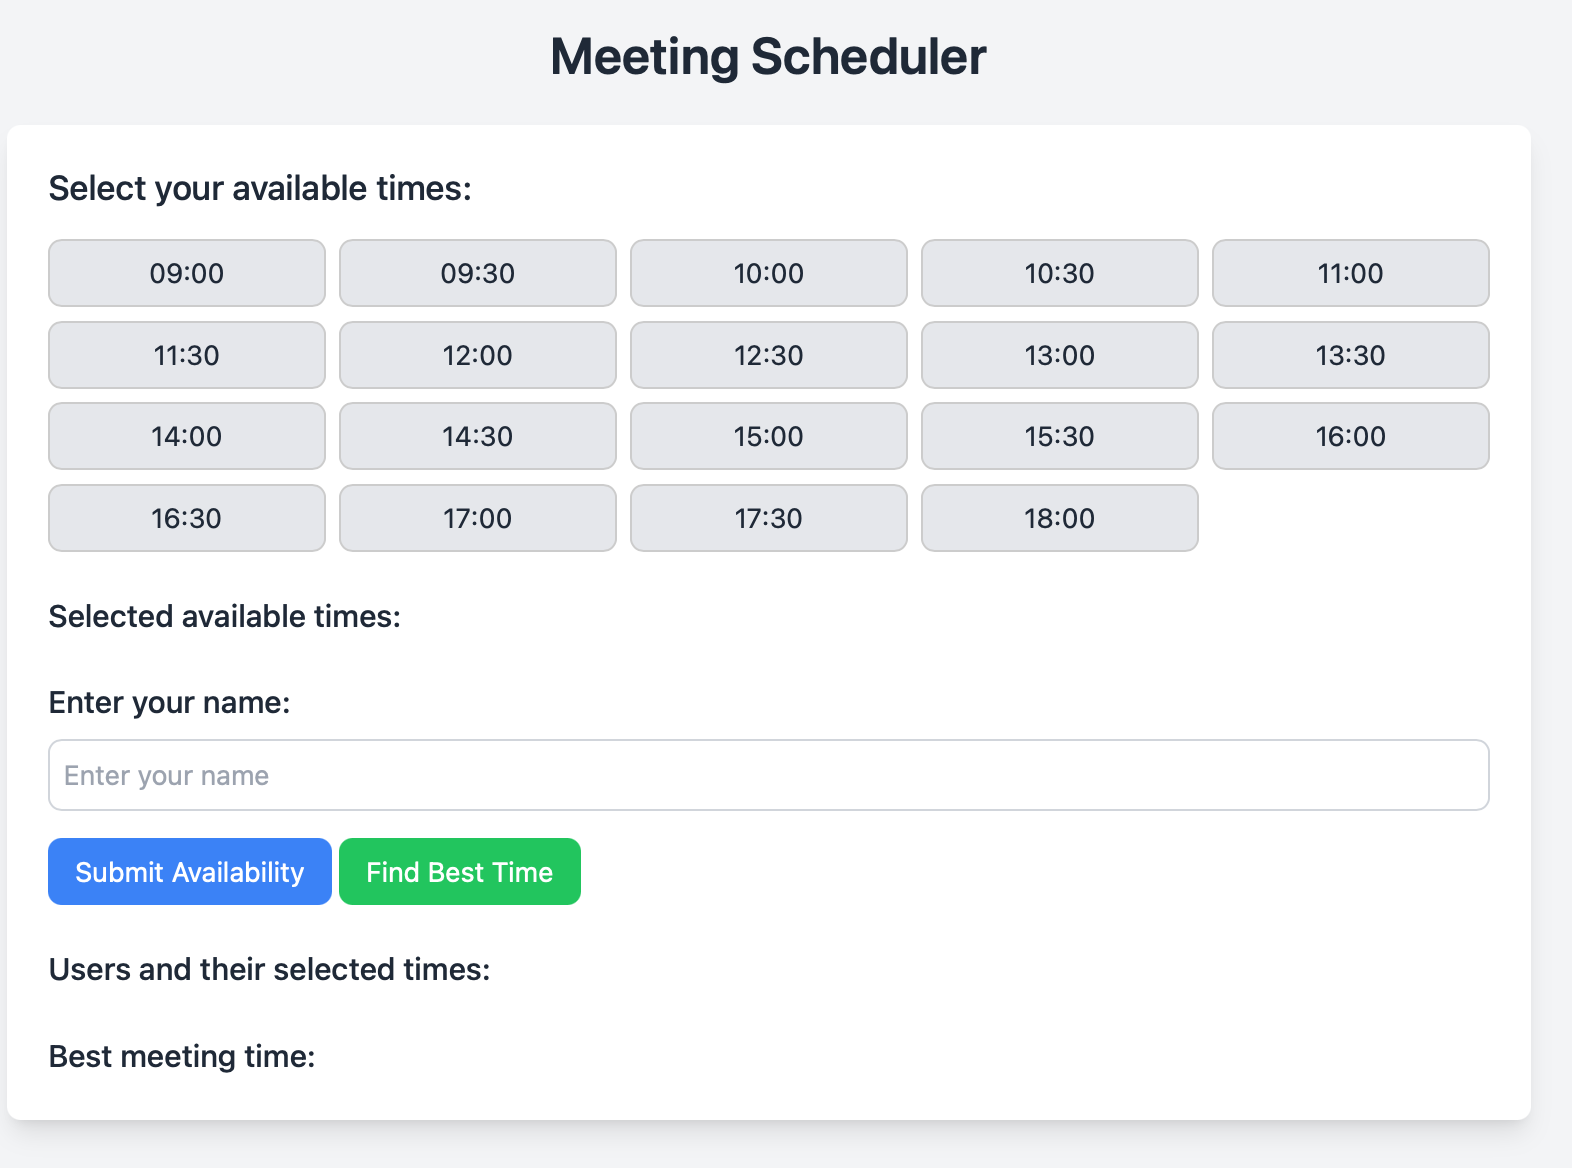 Meeting Scheduler
Select your available times:
09:00 09:30 10:00 10:30 11:00
11:30 12:00 12:30 13:00 13:30
14:00 14:30 15:00 15:30 16:00
16:30 17:00 17:30 18:00
Selected available times:
Enter your name:
Enter your name
Submit Availability Find Best Time
Users and their selected times:
Best meeting time: